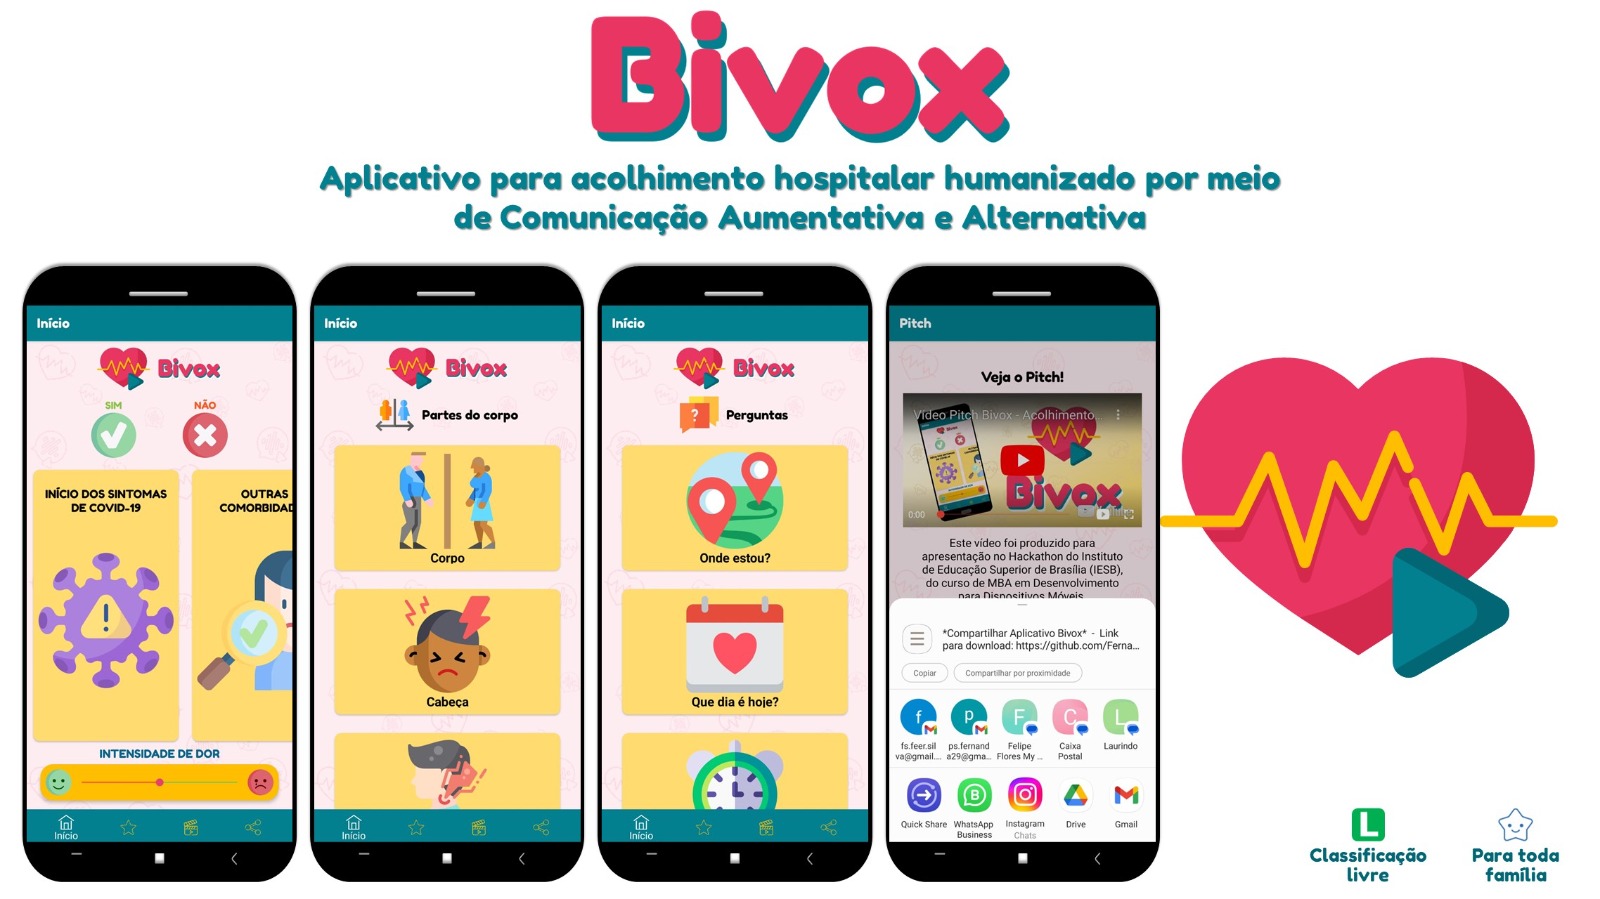 Bivox
Aplicativo para acolhimento hospitalar humanizado por meio
de Comunicação Aumentativa e Alternativa
Início
Bivox
SIM
NÃO
INÍCIO DOS SINTOMAS
DE COVID-19
OUTRAS
COMORBIDAD
INTENSIDADE DE DOR
Início
Início
Bivox
Partes do corpo
Corpo
Cabeça
Início
Início
Bivox
?
Perguntas
Onde estou?
Que dia é hoje?
Início
Pitch
Veja o Pitch!
Vídeo Pitch Bivox - Acolhimento...
Bivox
0:00
Este vídeo foi produzido para
apresentação no Hackathon do Instituto
de Educação Superior de Brasília (IESB),
do curso de MBA em Desenvolvimento
para Dispositivos Móveis
*Compartilhar Aplicativo Bivox* - Link
para download: https://github.com/Ferna...
Copiar
Compartilhar por proximidade
f
p
F
C
L
fs.feer.sil
va@gmail....
ps.fernand
a29@gma...
Felipe
Flores My ...
Caixa
Postal
Laurindo
Quick Share
WhatsApp
Business
Instagram
Chats
Drive
Gmail
L
Classificação
livre
Para toda
família